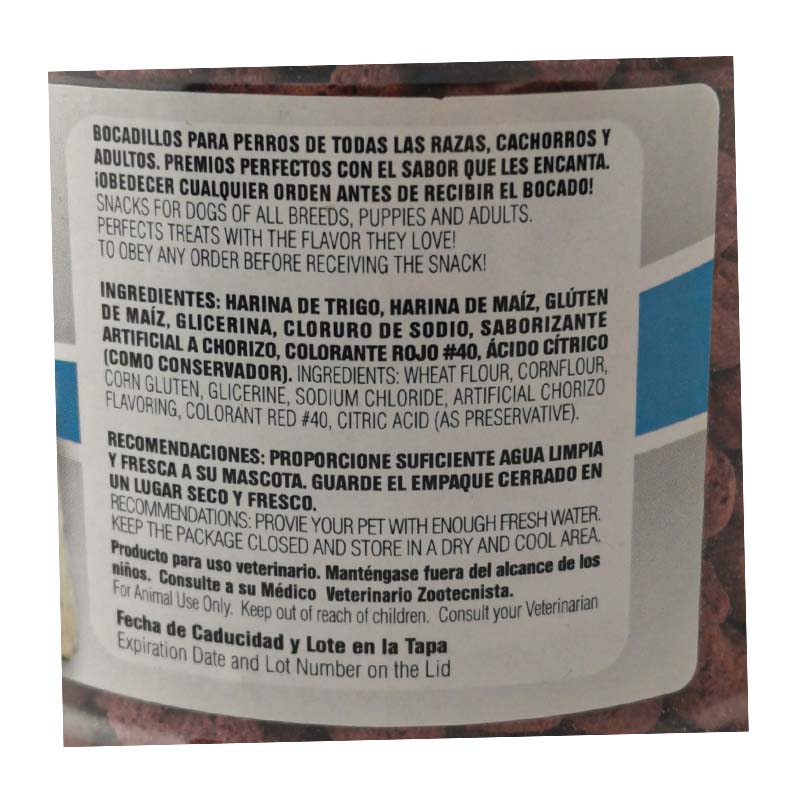 BOCADILLOS PARA PERROS DE TODAS LAS RAZAS, CACHORROS Y
ADULTOS. PREMIOS PERFECTOS CON EL SABOR QUE LES ENCANTA.
¡OBEDECER CUALQUIER ORDEN ANTES DE RECIBIR EL BOCADO!
SNACKS FOR DOGS OF ALL BREEDS, PUPPIES AND ADULTS.
PERFECTS TREATS WITH THE FLAVOR THEY LOVE!
TO OBEY ANY ORDER BEFORE RECEIVING THE SNACK!
INGREDIENTES: HARINA DE TRIGO, HARINA DE MAÍZ, GLÚTEN
DE MAÍZ, GLICERINA, CLORURO DE SODIO, SABORIZANTE
ARTIFICIAL A CHORIZO, COLORANTE ROJO #40, ÁCIDO CÍTRICO
(COMO CONSERVADOR). INGREDIENTS: WHEAT FLOUR, CORNFLOUR,
CORN GLUTEN, GLICERINE, SODIUM CHLORIDE, ARTIFICIAL CHORIZO
FLAVORING, COLORANT RED #40, CITRIC ACID (AS PRESERVATIVE).
RECOMENDACIONES: PROPORCIONE SUFICIENTE AGUA LIMPIA
Y FRESCA A SU MASCOTA. GUARDE EL EMPAQUE CERRADO EN
UN LUGAR SECO Y FRESCO.
RECOMMENDATIONS: PROVIE YOUR PET WITH ENOUGH FRESH WATER.
KEEP THE PACKAGE CLOSED AND STORE IN A DRY AND COOL AREA.
Producto para uso veterinario. Manténgase fuera del alcance de los
niños. Consulte a su Médico Veterinario Zootecnista.
For Animal Use Only. Keep out of reach of children. Consult your Veterinarian
Fecha de Caducidad y Lote en la Tapa
Expiration Date and Lot Number on the Lid